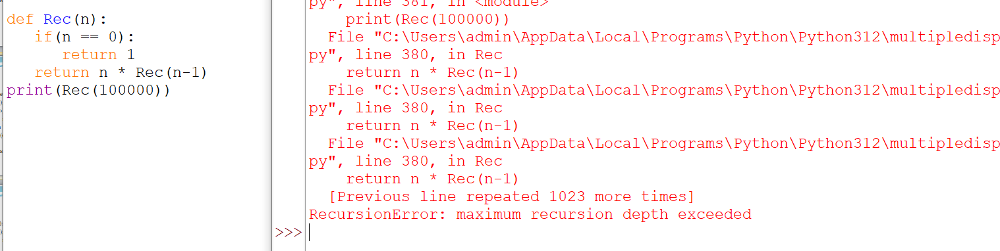 def Rec(n):
if(n == 0):
return 1
return n * Rec(n-1)
print(Rec(100000))
py", line 381, in <module>
print(Rec(100000))
File "C:\Users\admin\AppData\Local\Programs\Python\Python312\multipledisp
py", line 380, in Rec
return n * Rec(n-1)
File "C:\Users\admin\AppData\Local\Programs\Python\Python312\multipledisp
py", line 380, in Rec
return n * Rec(n-1)
File "C:\Users\admin\AppData\Local\Programs\Python\Python312\multipledisp
py", line 380, in Rec
return n * Rec(n-1)
[Previous line repeated 1023 more times]
RecursionError: maximum recursion depth exceeded
>>>